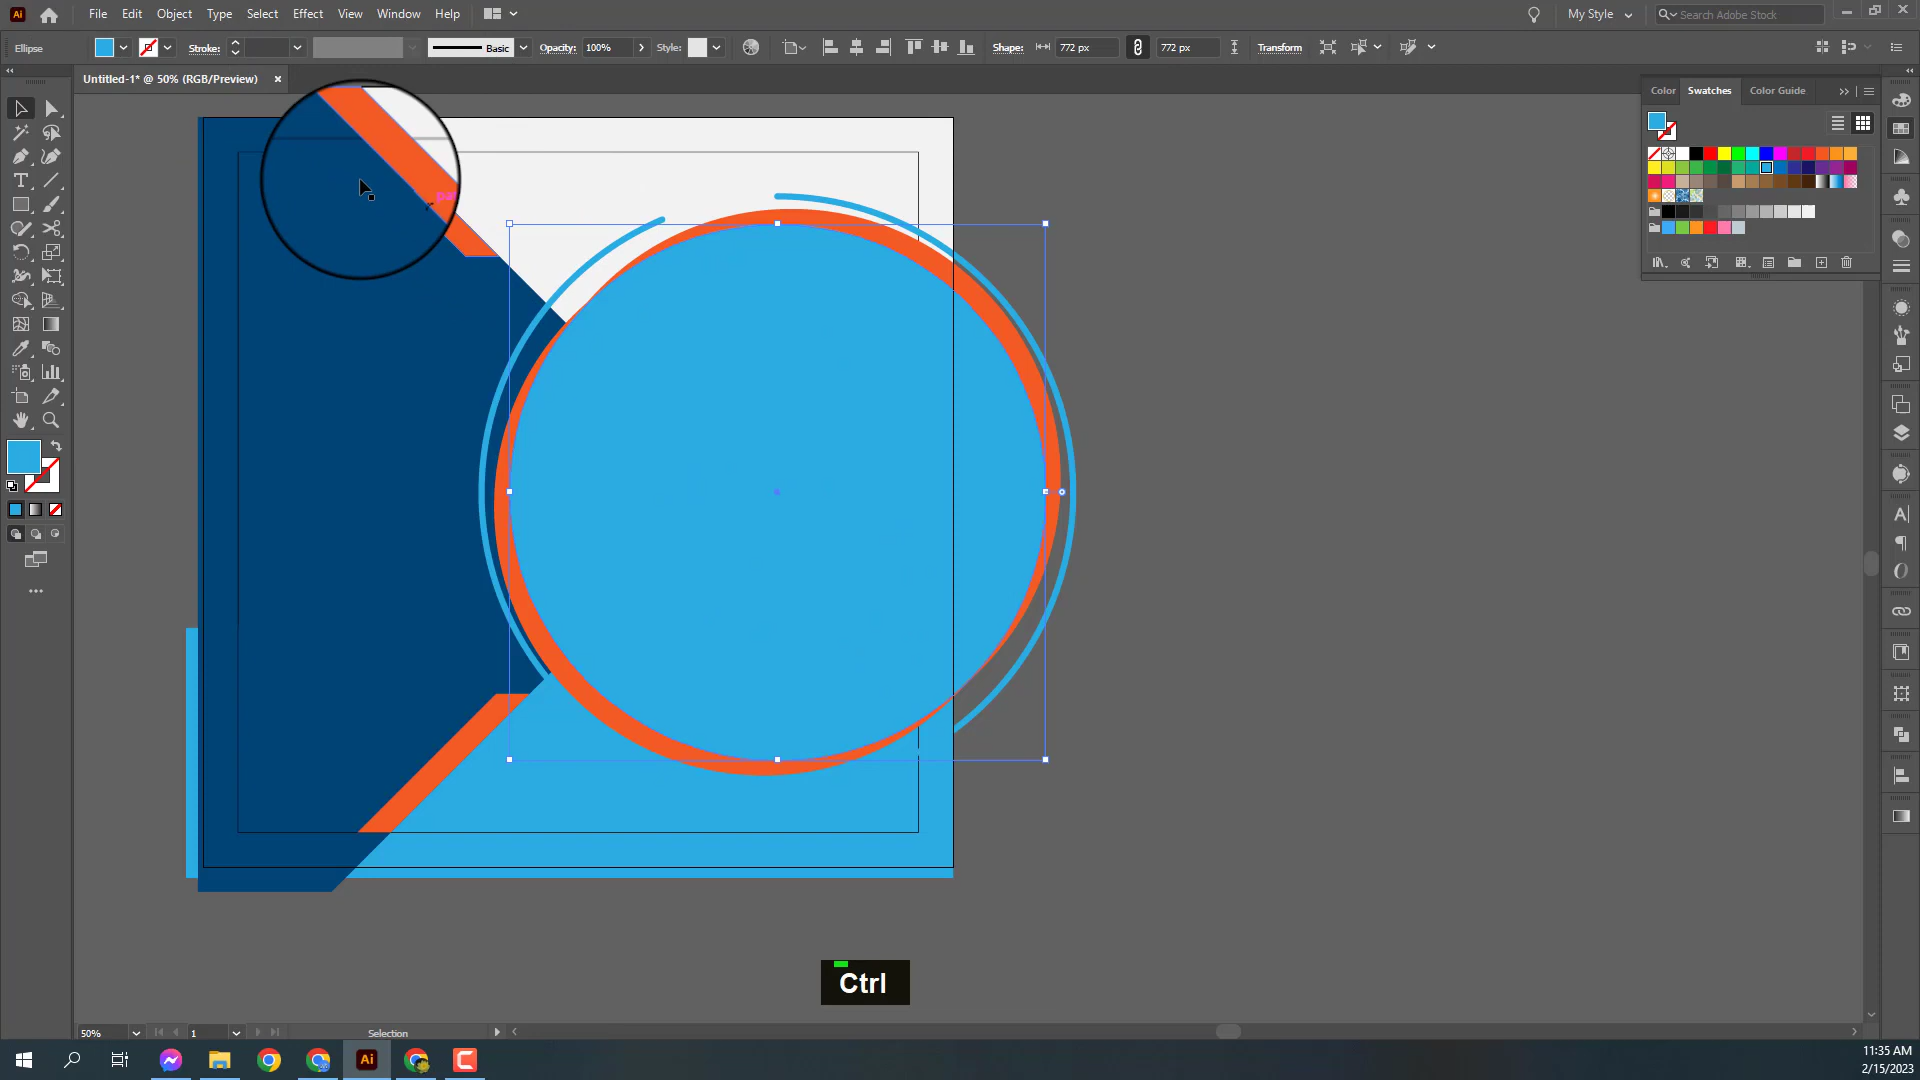 Ai File Edit Object Type Select Effect View Window Help My Style Search Adobe Stock
Ellipse Stroke: Basic Opacity: 100% Style: Shape: 772 px 772 px Transform
Untitled-1* @ 50% (RGB/Preview) ×
Color Swatches Color Guide
Ctrl
50% 1 Selection
Ai
11:35 AM
2/15/2023